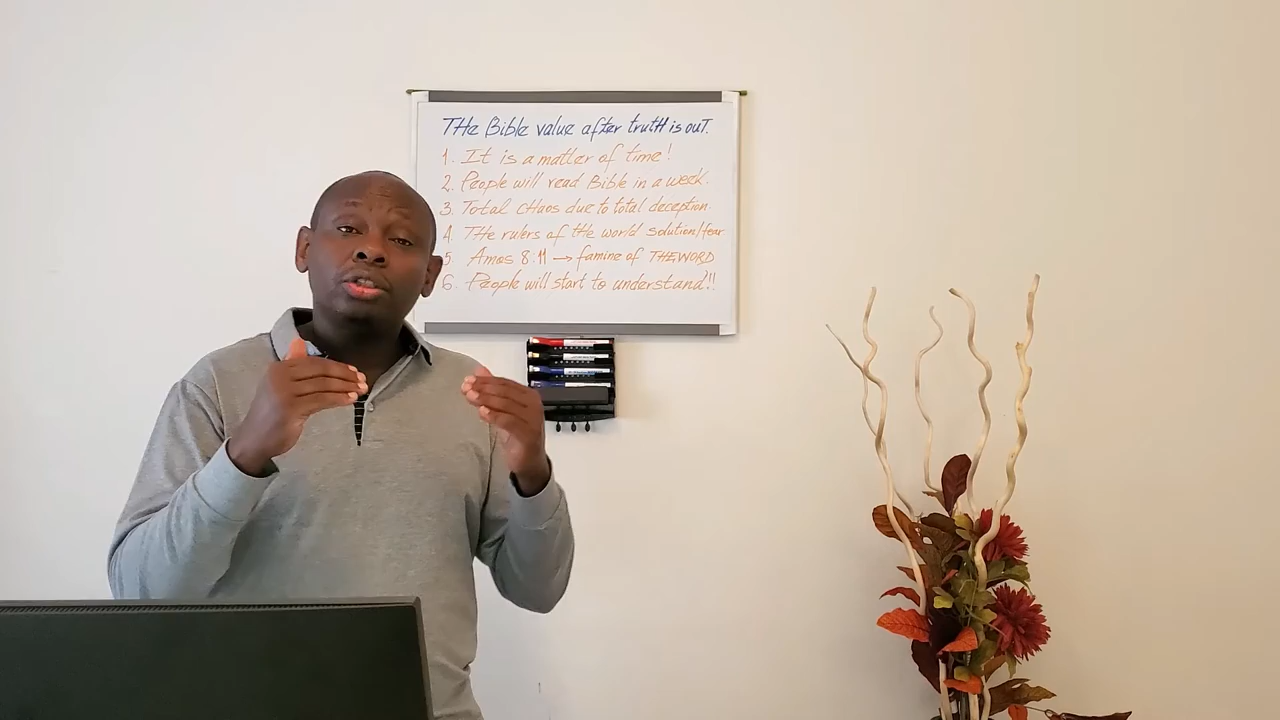 THe Bible value after truth is out.
1. It is a matter of time!
2. People will read Bible in a week.
3. Total CHaos due to total deception.
4. THe rulers of the world solution/fear
5 Amos 8:11 → famine of THE WORD
6. People will start to understand!!